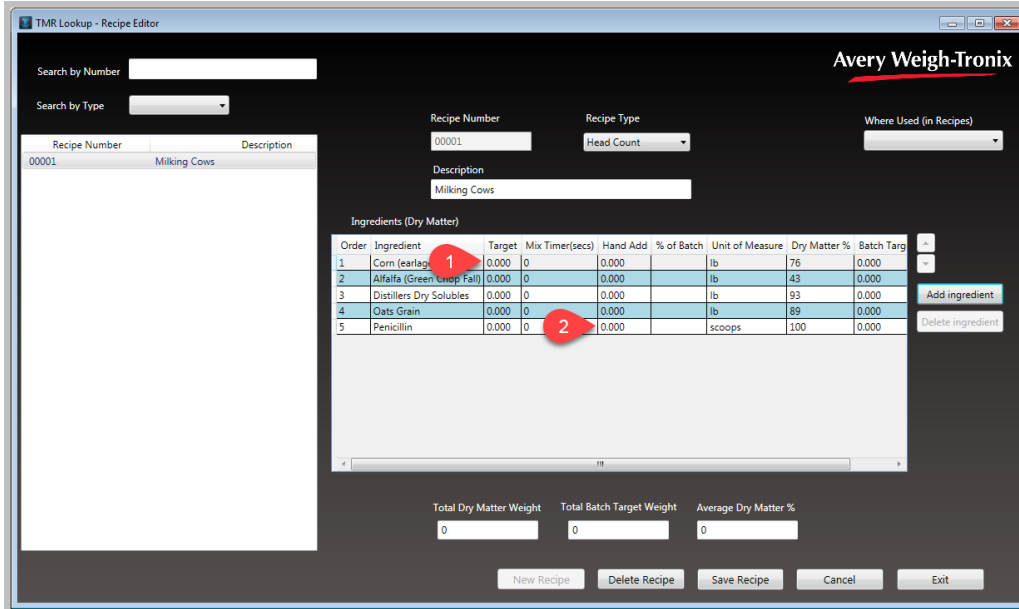 TMR Lookup - Recipe Editor
Avery Weigh-Tronix
Search by Number
Search by Type
Recipe Number Description
00001 Milking Cows
Recipe Number Recipe Type Where Used (in Recipes)
00001 Head Count
Description
Milking Cows
Ingredients (Dry Matter)
Order Ingredient Target Mix Timer(secs) Hand Add % of Batch Unit of Measure Dry Matter % Batch Targ
1 Corn (earlag 1 0.000 0 0.000 lb 76 0.000
2 Alfalfa (Green Chop Fall) 0.000 0 0.000 lb 43 0.000
3 Distillers Dry Solubles 0.000 0 0.000 lb 93 0.000
4 Oats Grain 0.000 0 0.000 lb 89 0.000
5 Penicillin 0.000 0 2 0.000 scoops 100 0.000
Add ingredient
Delete ingredient
Total Dry Matter Weight Total Batch Target Weight Average Dry Matter %
0 0 0
New Recipe Delete Recipe Save Recipe Cancel Exit